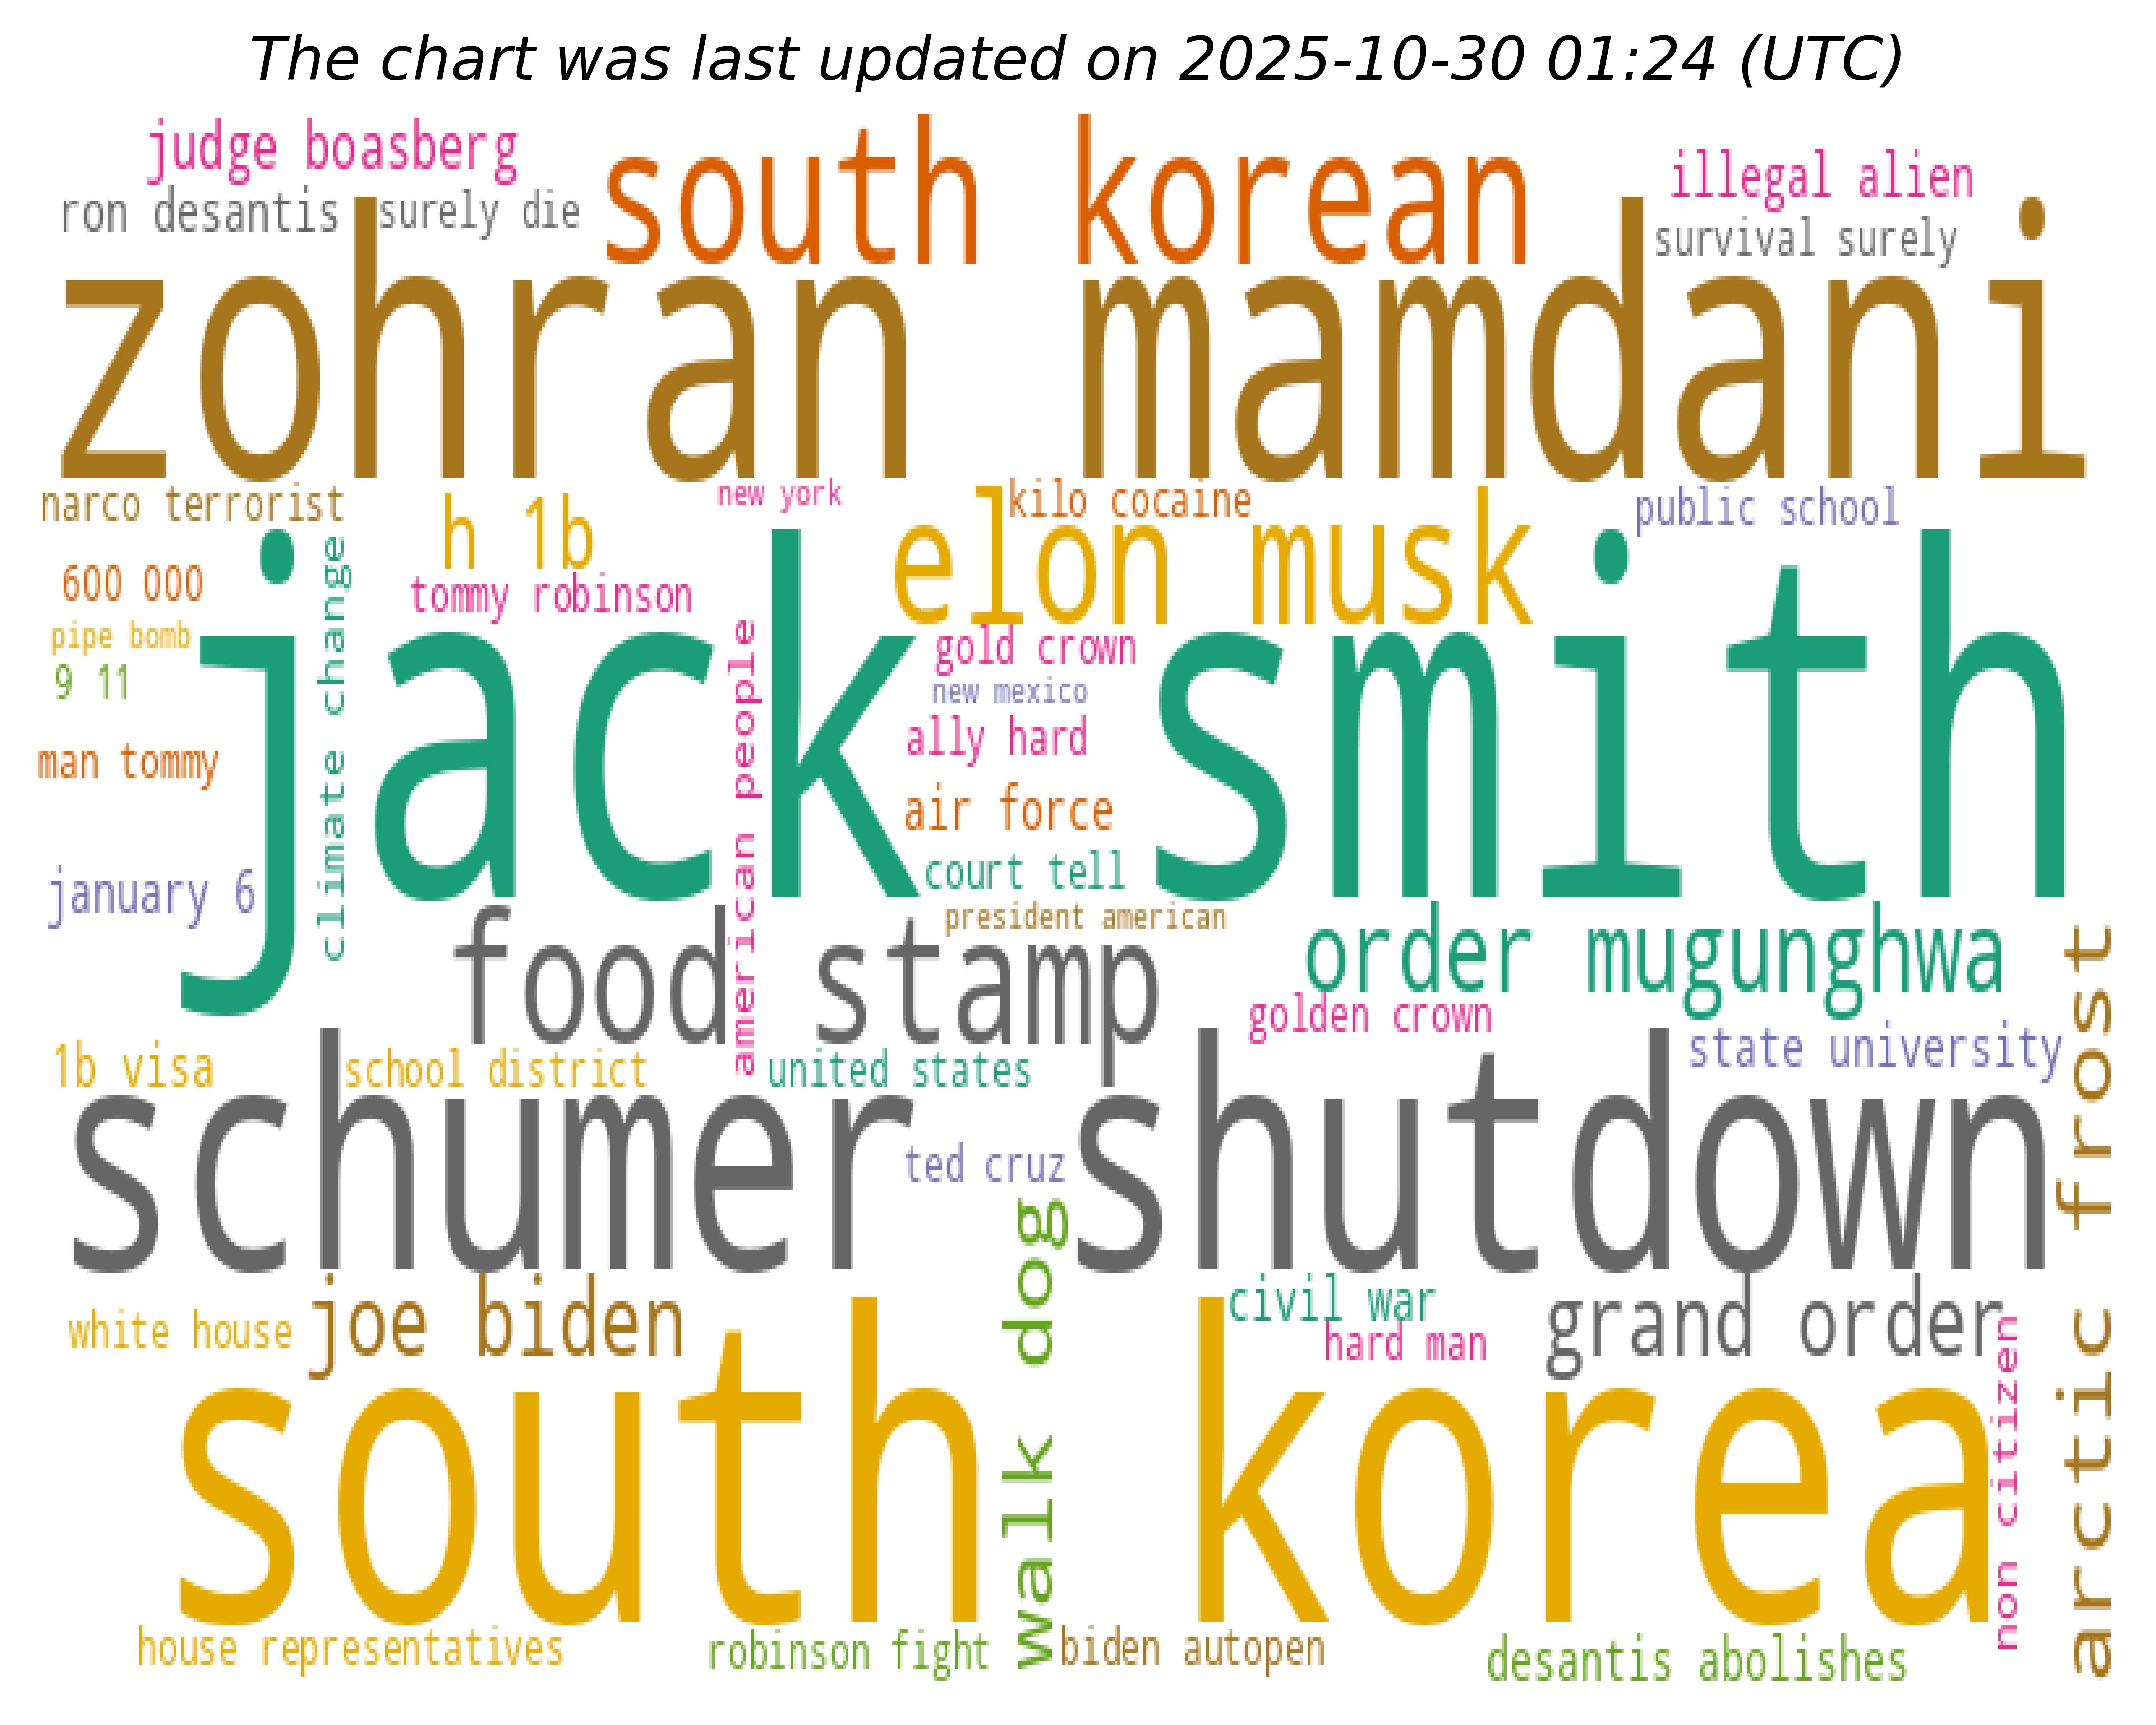 The chart was last updated on 2025-10-30 01:24 (UTC)
judge boasberg
south korean
illegal alien
ron desantis
surely die
survival surely
zohran mamdani
narco terrorist
h 1b
new york
kilo cocaine
elon musk
public school
600 000
climate change
tommy robinson
pipe bomb
9 11
jack smith
american people
gold crown
new mexico
ally hard
man tommy
air force
court tell
january 6
president american
food stamp
order mugunghwa
golden crown
arctic frost
1b visa
school district
united states
state university
schumer shutdown
ted cruz
walk dog
white house
joe biden
civil war
hard man
grand order
non citizen
south korea
house representatives
robinson fight
biden autopen
desantis abolishes